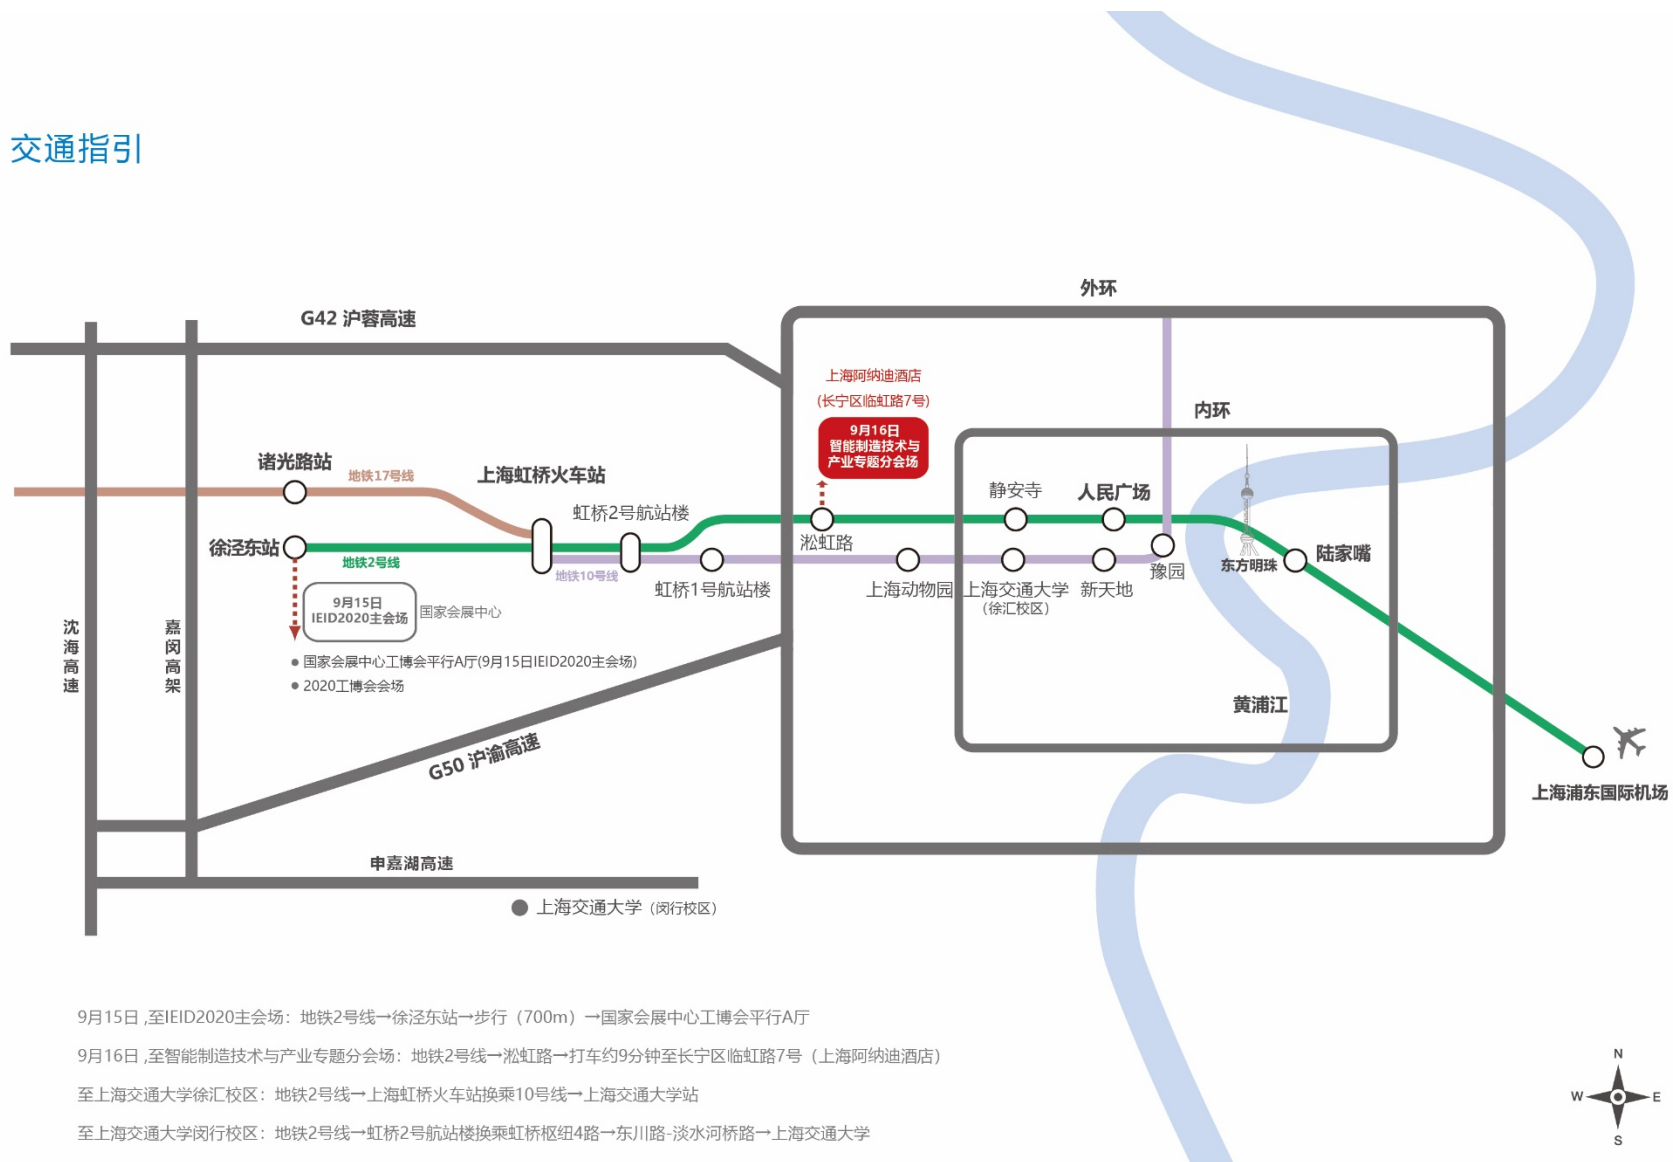 交通指引
外环
G42 沪蓉高速
上海阿纳迪酒店
(长宁区临虹路7号)
内环
9月16日
智能制造技术与
产业专题分会场
诸光路站
地铁17号线
上海虹桥火车站
静安寺
人民广场
虹桥2号航站楼
徐泾东站
淞虹路
陆家嘴
地铁2号线
东方明珠
地铁10号线
豫园
虹桥1号航站楼
上海动物园
上海交通大学
(徐汇校区)
新天地
9月15日
IEID2020主会场
国家会展中心
沈海高速
嘉闵高架
国家会展中心工博会平行A厅(9月15日IEID2020主会场)
2020工博会会场
黄浦江
G50 沪渝高速
上海浦东国际机场
申嘉湖高速
上海交通大学（闵行校区）
9月15日 ,至IEID2020主会场：地铁2号线→徐泾东站→步行（700m）→国家会展中心工博会平行A厅
9月16日 ,至智能制造技术与产业专题分会场：地铁2号线→淞虹路→打车约9分钟至长宁区临虹路7号（上海阿纳迪酒店）
至上海交通大学徐汇校区：地铁2号线→上海虹桥火车站换乘10号线→上海交通大学站
至上海交通大学闵行校区：地铁2号线→虹桥2号航站楼换乘虹桥枢纽4路→东川路-淡水河桥路→上海交通大学
N
W
E
S